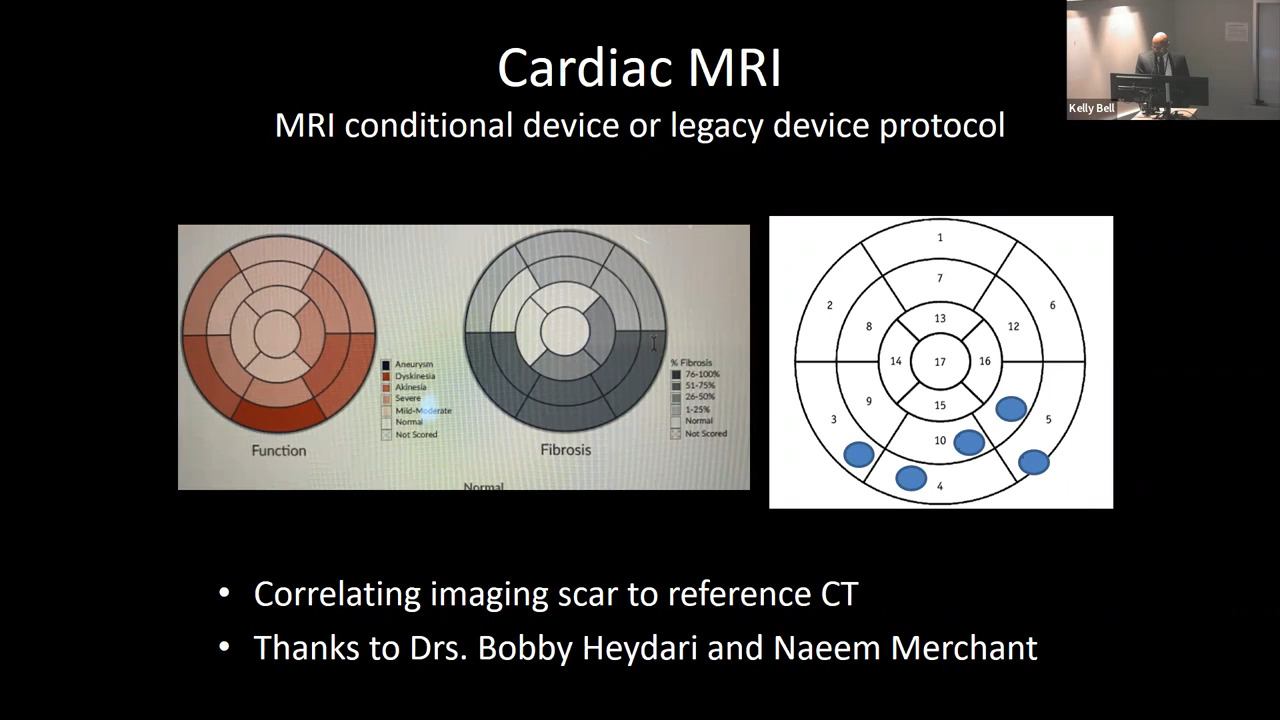 Cardiac MRI
MRI conditional device or legacy device protocol
Kelly Bell
Aneurysm
Dyskinesia
Akinesia
Severe
Mild-Moderate
Normal
Not Scored
Function
% Fibrosis
76-100%
51-75%
26-50%
1-25%
Normal
Not Scored
Fibrosis
Normal
1
2
7
6
8
13
12
14
17
16
9
15
3
10
5
4
• Correlating imaging scar to reference CT
• Thanks to Drs. Bobby Heydari and Naeem Merchant